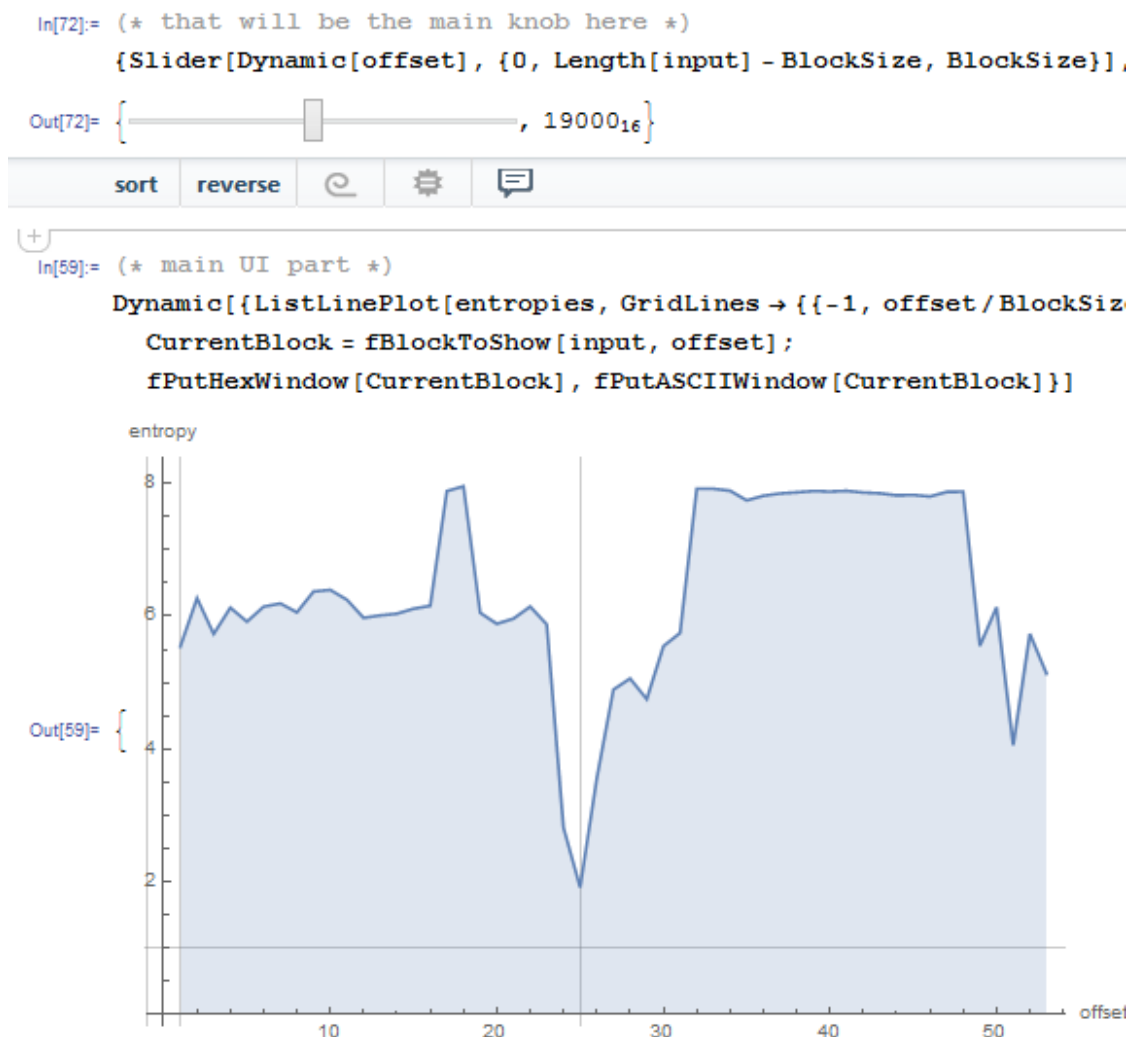 In[72]:= (* that will be the main knob here *)
{Slider[Dynamic[offset], {0, Length[input] - BlockSize, BlockSize}],
Out[72]= { , 19000₁₆}
sort reverse
In[59]:= (* main UI part *)
Dynamic[{ListLinePlot[entropies, GridLines → {{-1, offset/BlockSize
CurrentBlock = fBlockToShow[input, offset];
fPutHexWindow[CurrentBlock], fPutASCIIWindow[CurrentBlock]}]
entropy
8
6
Out[59]= {
4
2
offset
10 20 30 40 50